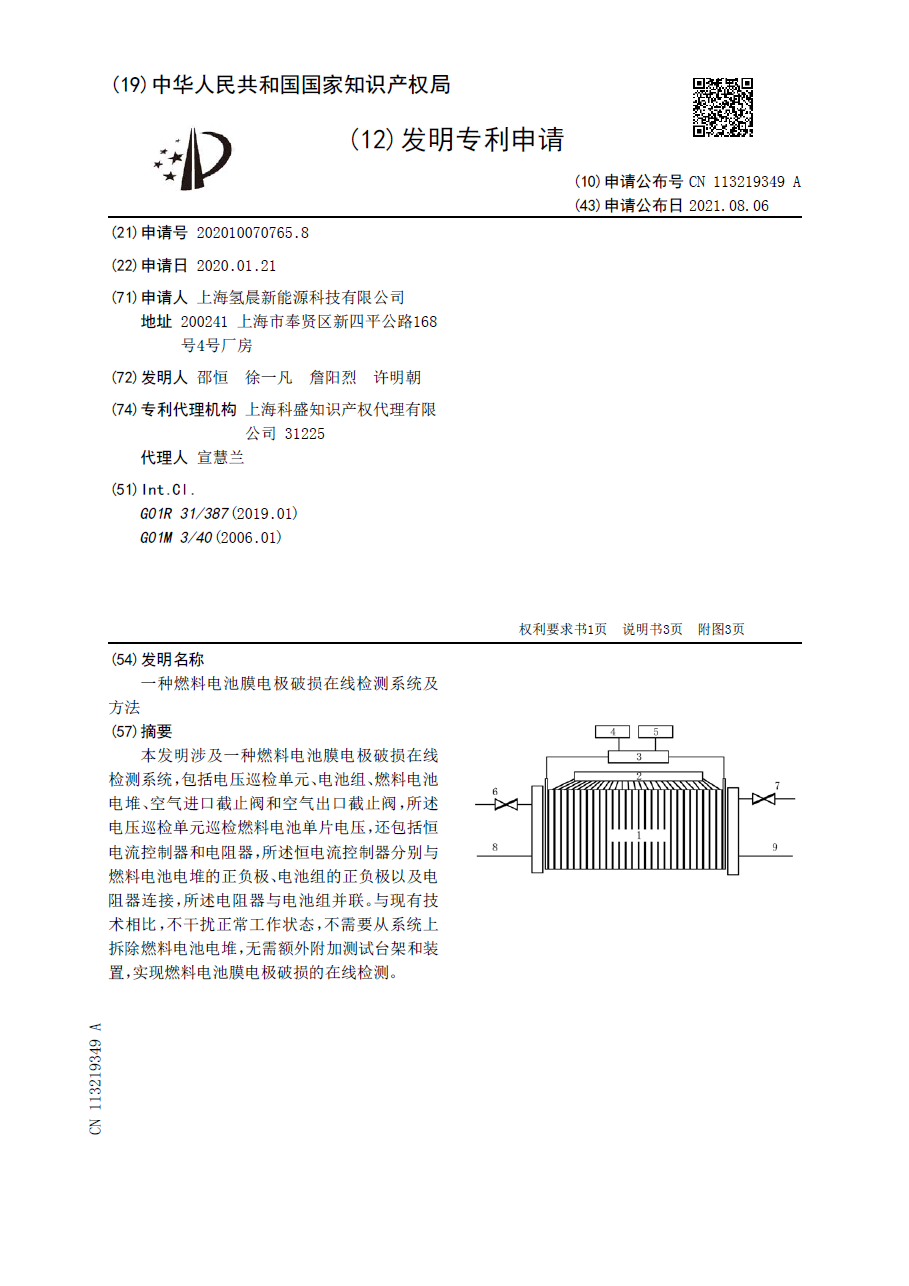 (19)中华人民共和国国家知识产权局
(12)发明专利申请
(10)申请公布号 CN 113219349 A
(43)申请公布日 2021.08.06
(21)申请号 202010070765.8
(22)申请日 2020.01.21
(71)申请人 上海氢晨新能源科技有限公司
地址 200241 上海市奉贤区新四平公路168
号4号厂房
(72)发明人 邵恒 徐一凡 詹阳烈 许明朝
(74)专利代理机构 上海科盛知识产权代理有限
公司 31225
代理人 宣慧兰
(51)Int.Cl.
G01R 31/387(2019.01)
G01M 3/40(2006.01)
权利要求书1页 说明书3页 附图3页
(54)发明名称
一种燃料电池膜电极破损在线检测系统及
方法
(57)摘要
本发明涉及一种燃料电池膜电极破损在线
检测系统,包括电压巡检单元、电池组、燃料电池
电堆、空气进口截止阀和空气出口截止阀,所述
电压巡检单元巡检燃料电池单片电压,还包括恒
电流控制器和电阻器,所述恒电流控制器分别与
燃料电池电堆的正负极、电池组的正负极以及电
阻器连接,所述电阻器与电池组并联。与现有技
术相比,不干扰正常工作状态,不需要从系统上
拆除燃料电池电堆,无需额外附加测试台架和装
置,实现燃料电池膜电极破损的在线检测。
4 5
3
2
6 7
1
8 9
CN 113219349 A